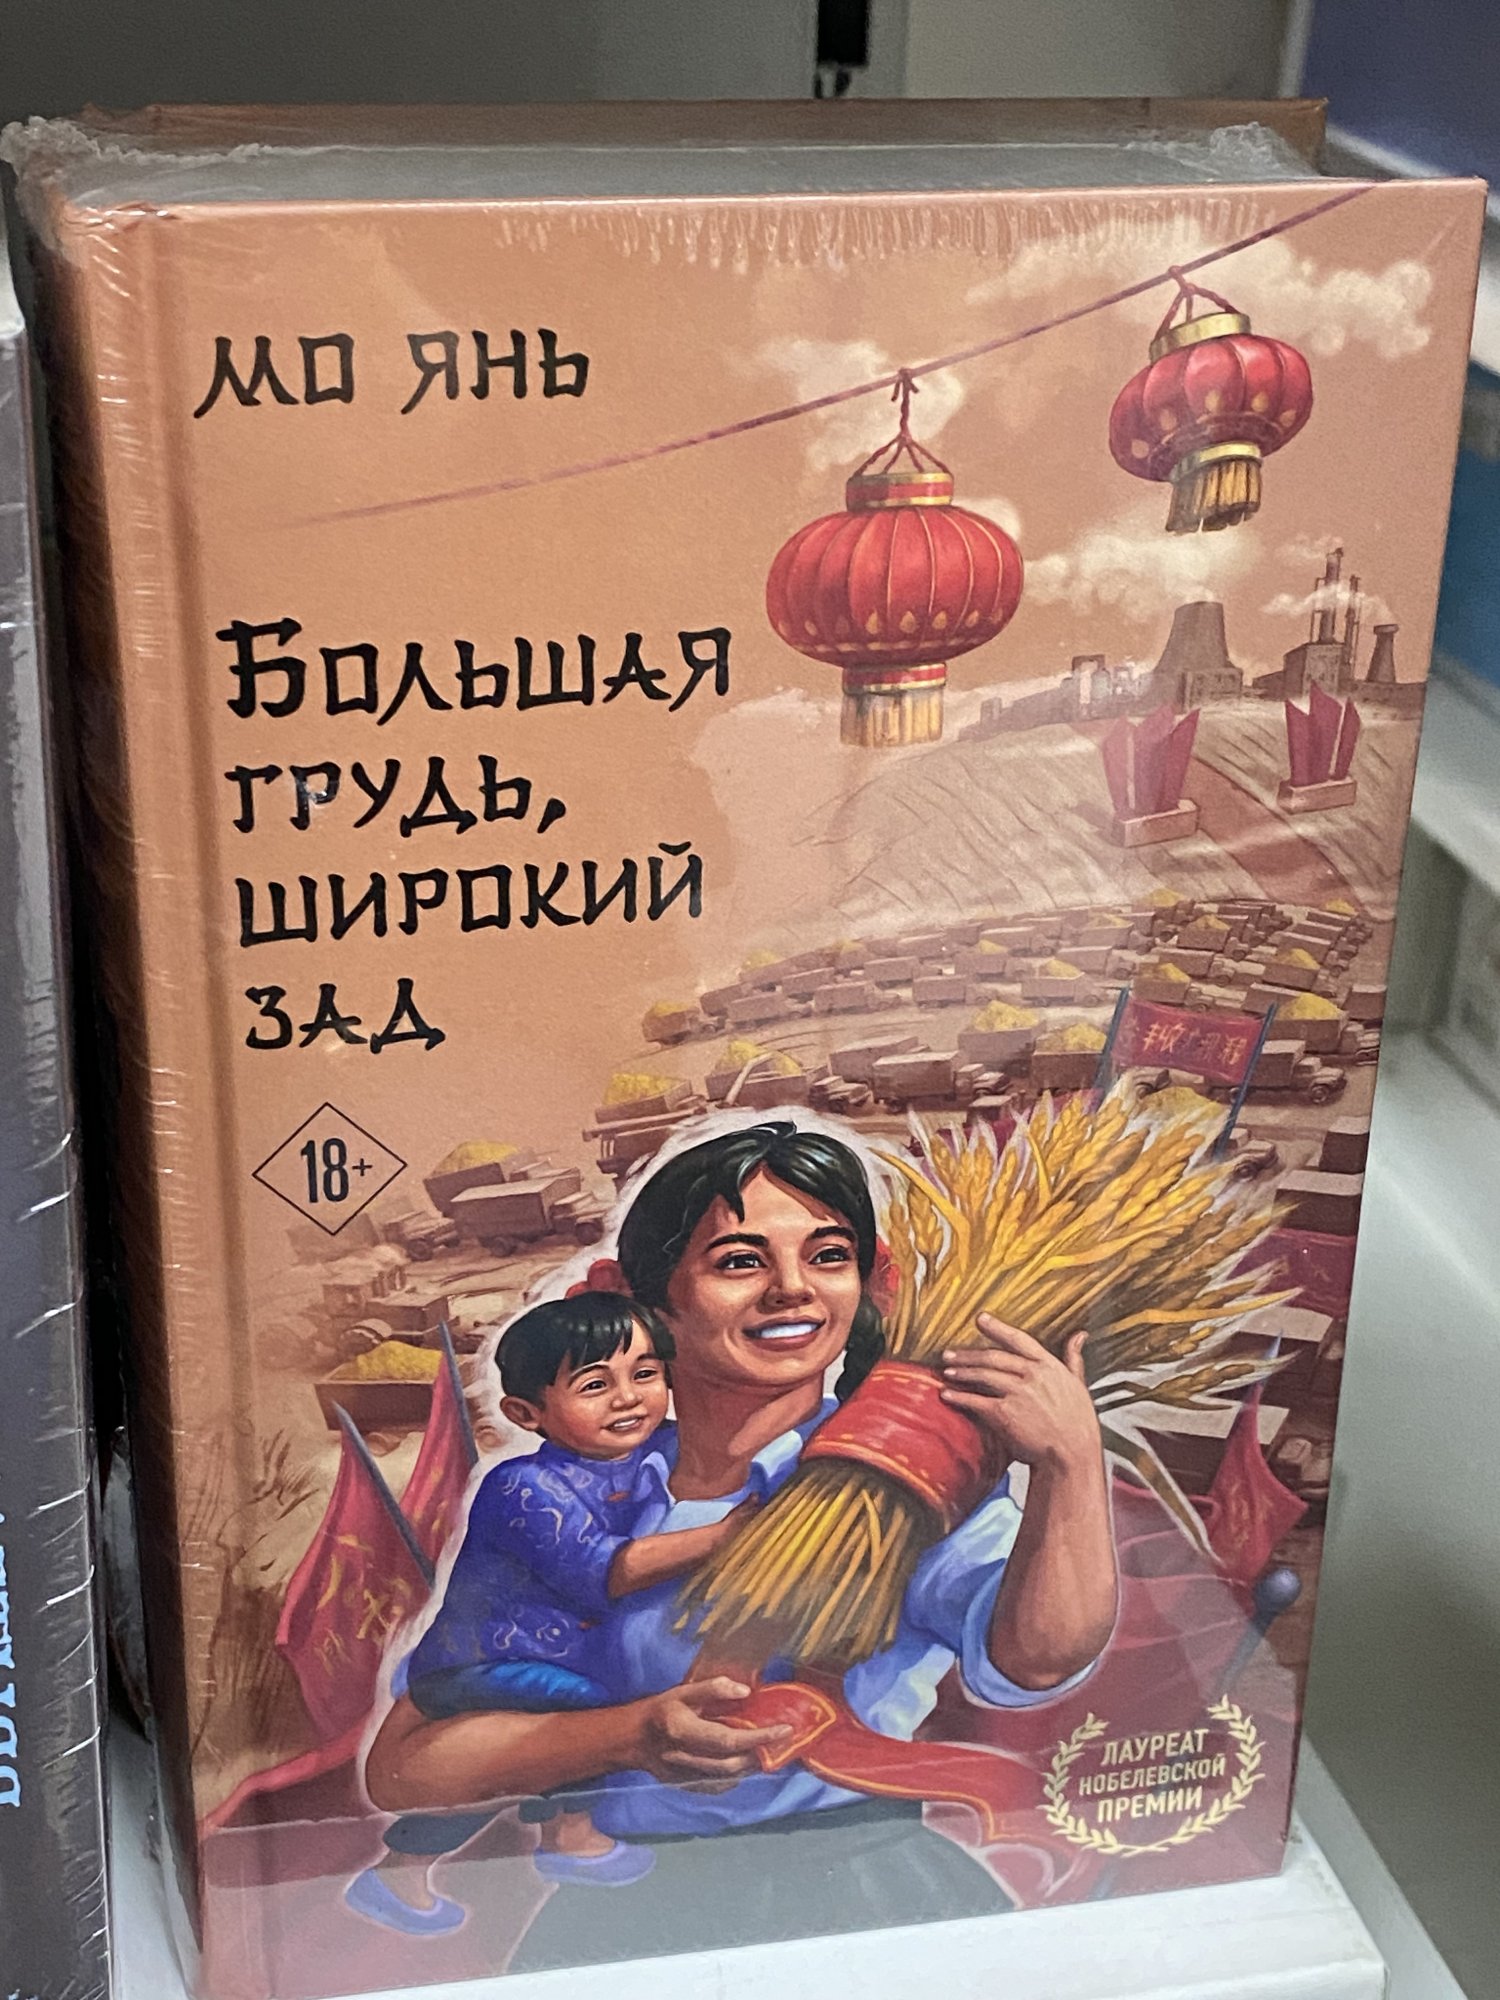 МО ЯНЬ
БОЛЬШАЯ
ГРУДЬ,
ШИРОКИЙ
ЗАД
18+
ЛАУРЕАТ
НОБЕЛЕВСКОЙ
ПРЕМИИ